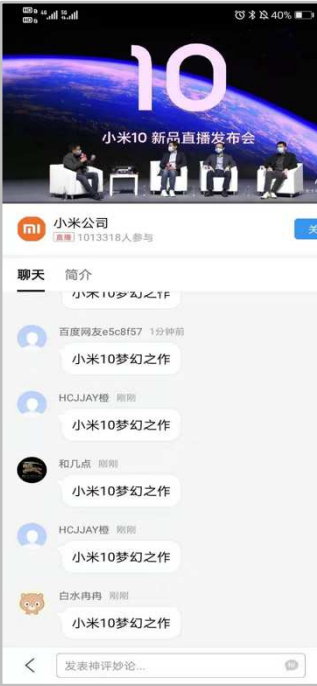 HD 4G 5G 40%
10
小米10 新品直播发布会
小米公司
直播 1013318人参与
关
聊天 简介
小米10梦幻之作
百度网友e5c8f57 1分钟前
小米10梦幻之作
HCJJAY橙 刚刚
小米10梦幻之作
和几点 刚刚
小米10梦幻之作
HCJJAY橙 刚刚
小米10梦幻之作
白水冉冉 刚刚
小米10梦幻之作
发表神评妙论...